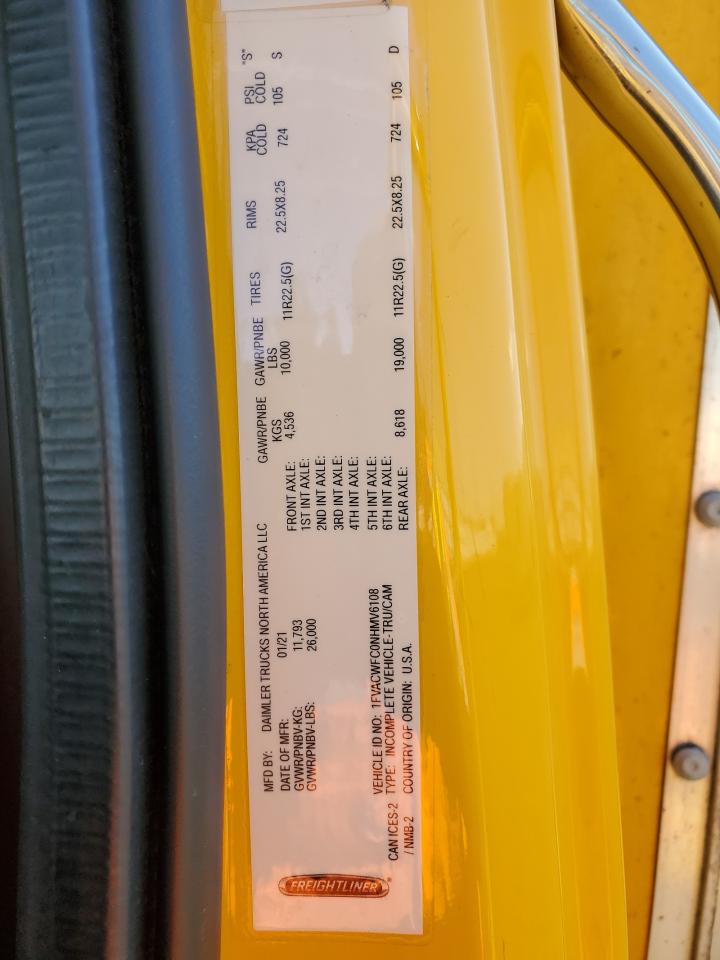 MFD BY: DAIMLER TRUCKS NORTH AMERICA LLC
DATE OF MFR: 01/21
GVWR/PNBV-KG: 11,793
GVWR/PNBV-LBS: 26,000
GAWR/PNBE KGS GAWR/PNBE LBS TIRES RIMS KPA COLD PSI COLD "S"
FRONT AXLE: 4,536 10,000 11R22.5(G) 22.5X8.25 724 105 S
1ST INT AXLE:
2ND INT AXLE:
3RD INT AXLE:
4TH INT AXLE:
5TH INT AXLE:
6TH INT AXLE:
REAR AXLE: 8,618 19,000 11R22.5(G) 22.5X8.25 724 105 D
VEHICLE ID NO: 1FVACWFC0NHMV6108
TYPE: INCOMPLETE VEHICLE-TRU/CAM
COUNTRY OF ORIGIN: U.S.A.
CAN ICES-2
/ NMB-2
FREIGHTLINER®